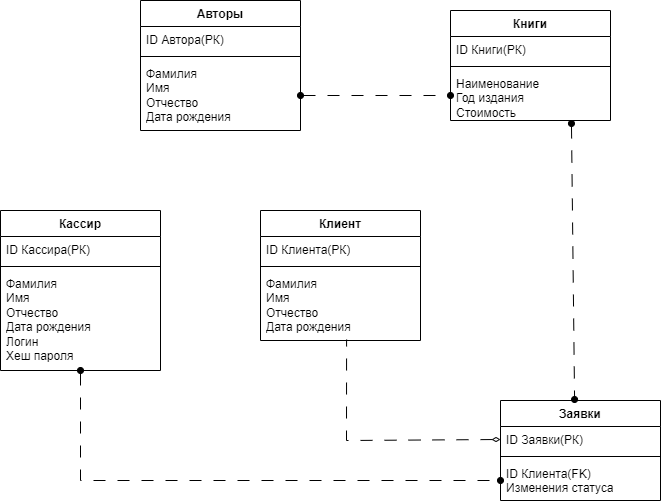 Авторы
ID Автора(PK)
Фамилия
Имя
Отчество
Дата рождения
Книги
ID Книги(PK)
Наименование
Год издания
Стоимость
Кассир
ID Кассира(PK)
Фамилия
Имя
Отчество
Дата рождения
Логин
Хеш пароля
Клиент
ID Клиента(PK)
Фамилия
Имя
Отчество
Дата рождения
Заявки
ID Заявки(PK)
ID Клиента(FK)
Изменения статуса